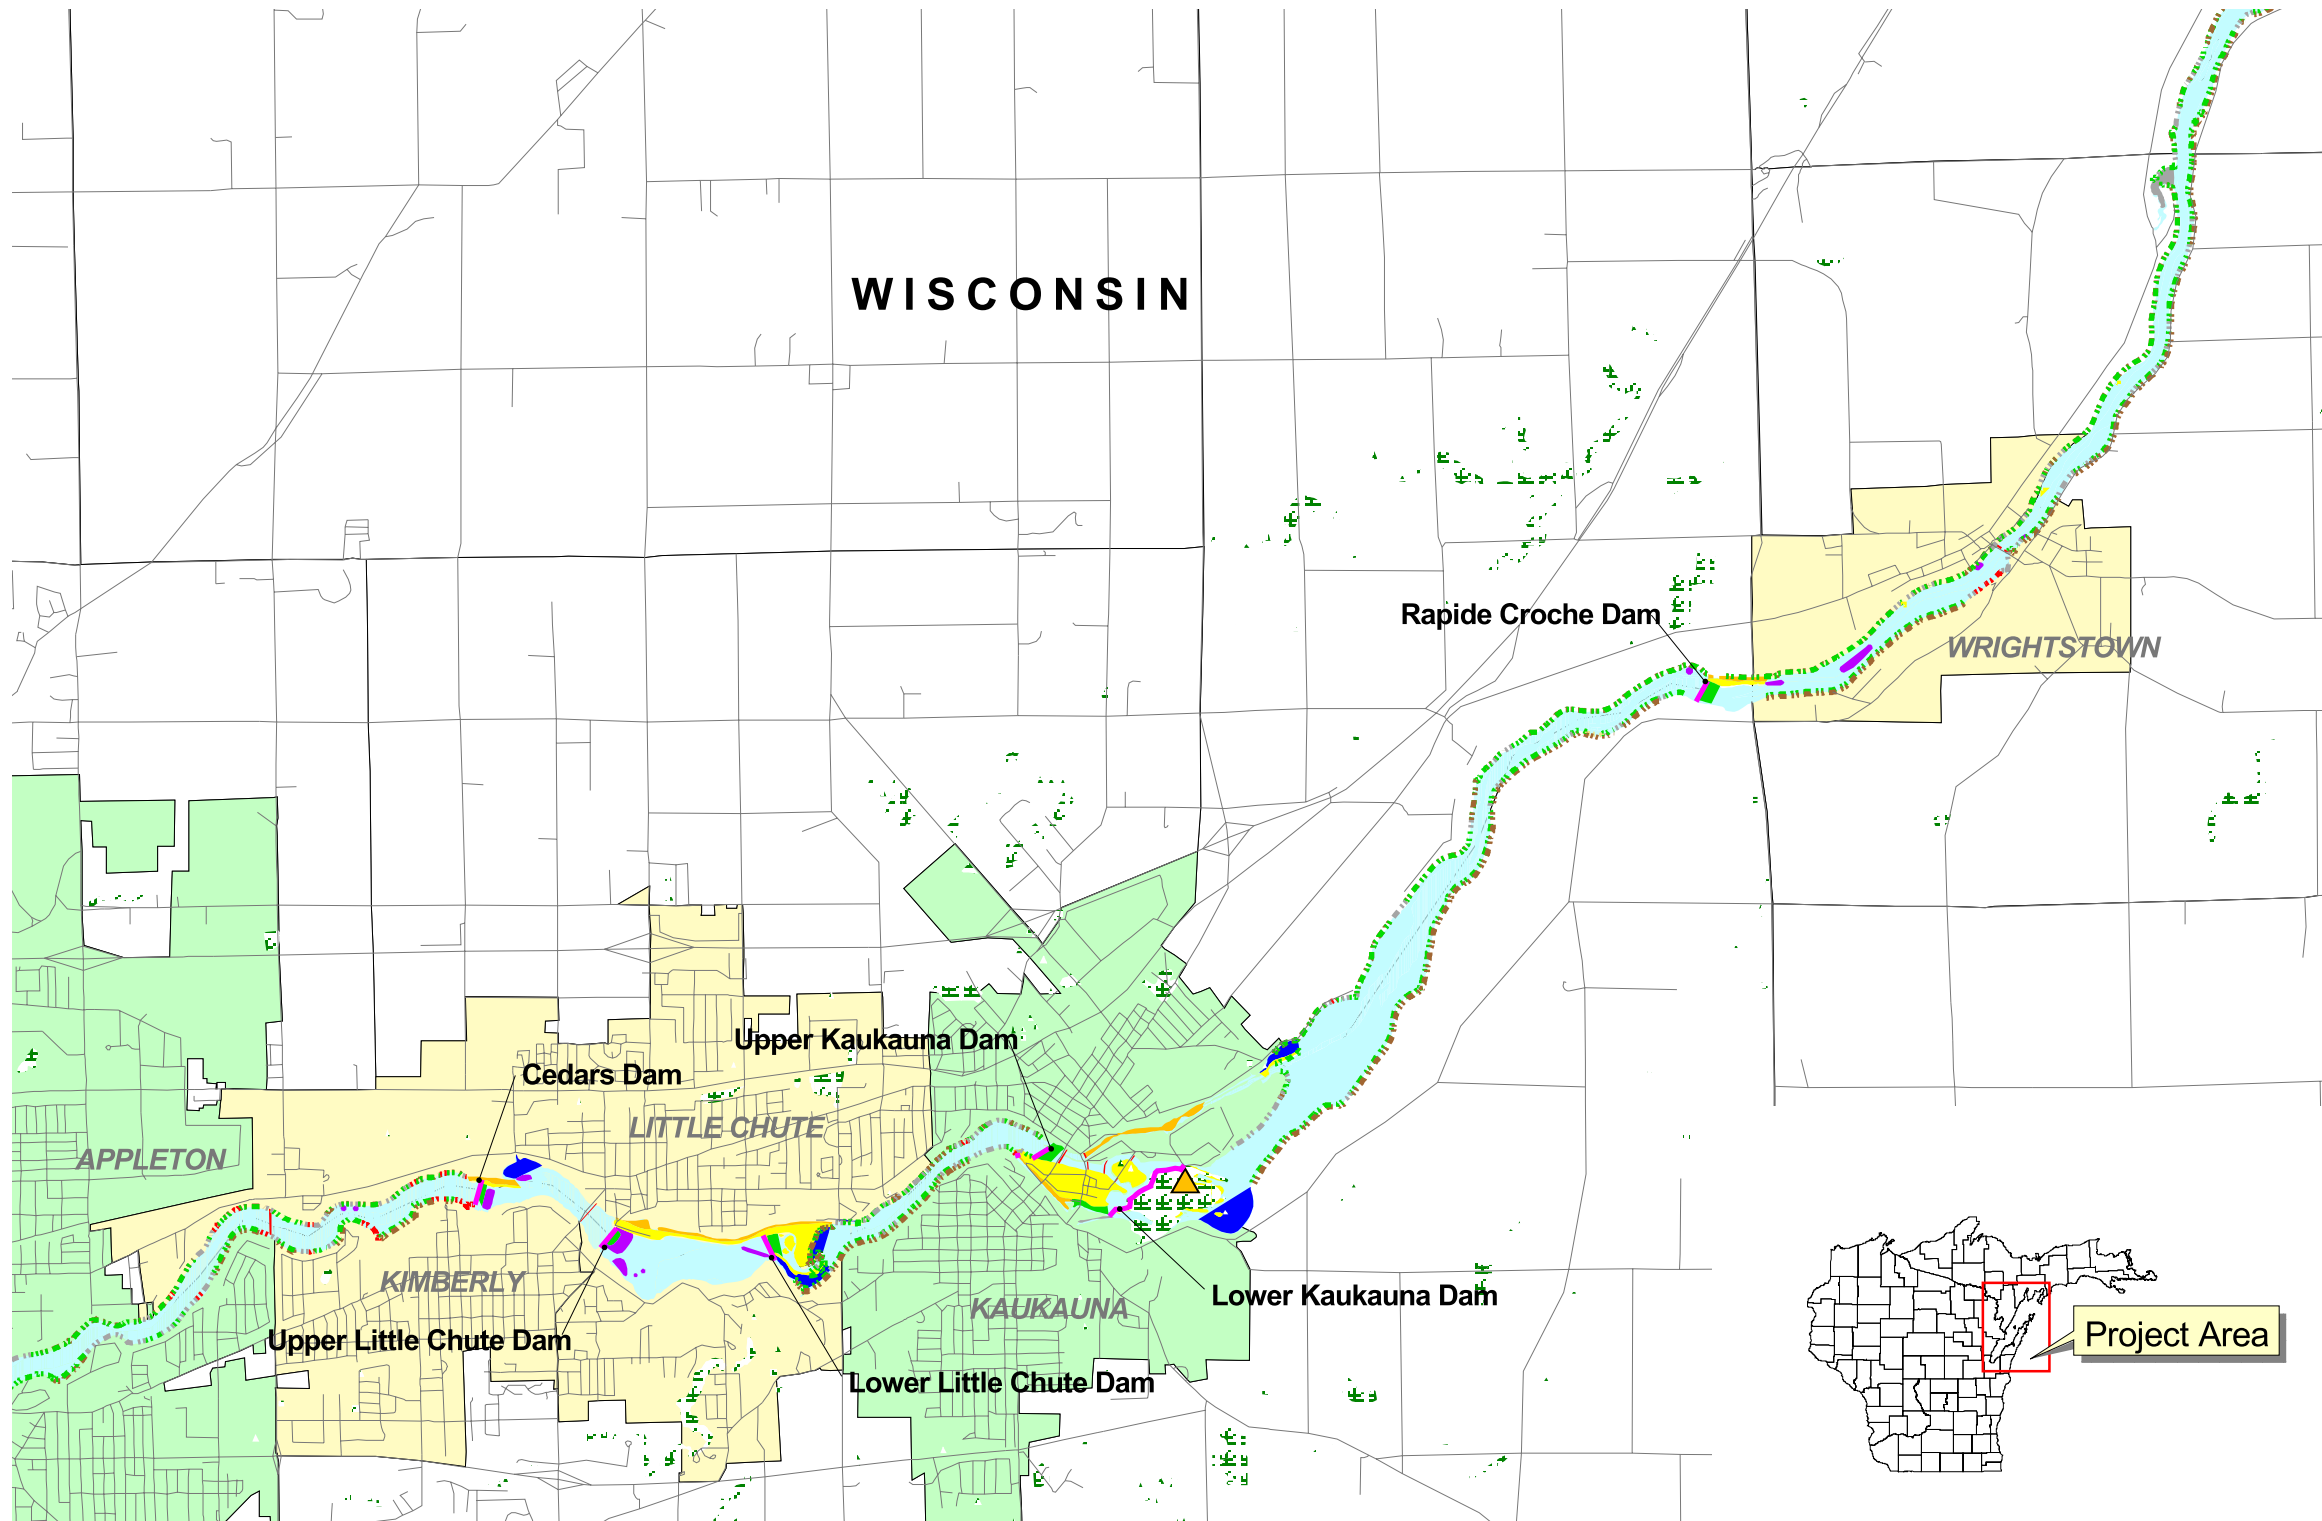 WISCONSIN
Rapide Croche Dam
WRIGHTSTOWN
Upper Kaukauna Dam
Cedars Dam
LITTLE CHUTE
APPLETON
KIMBERLY
Lower Kaukauna Dam
KAUKAUNA
Upper Little Chute Dam
Project Area
Lower Little Chute Dam